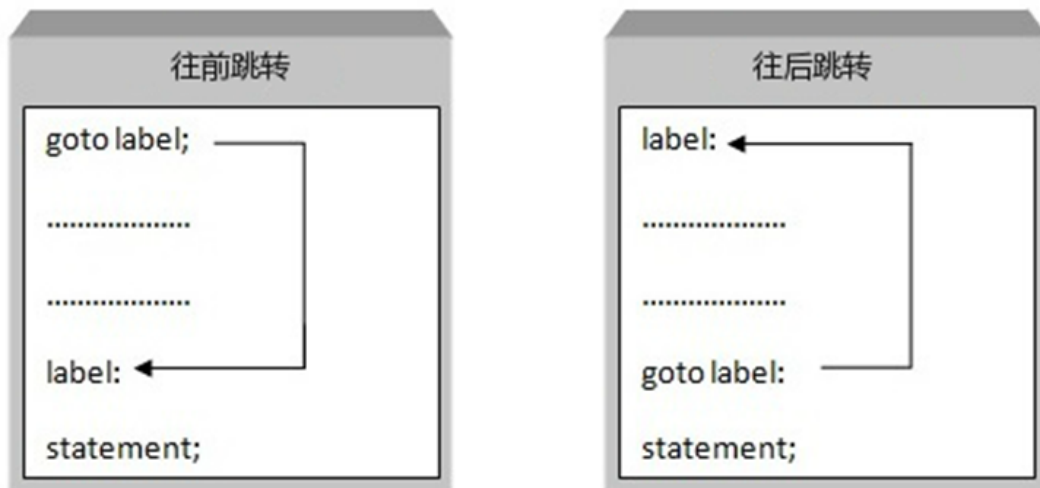 往前跳转
goto label;
...................
...................
label:
statement;
往后跳转
label:
...................
...................
goto label:
statement;